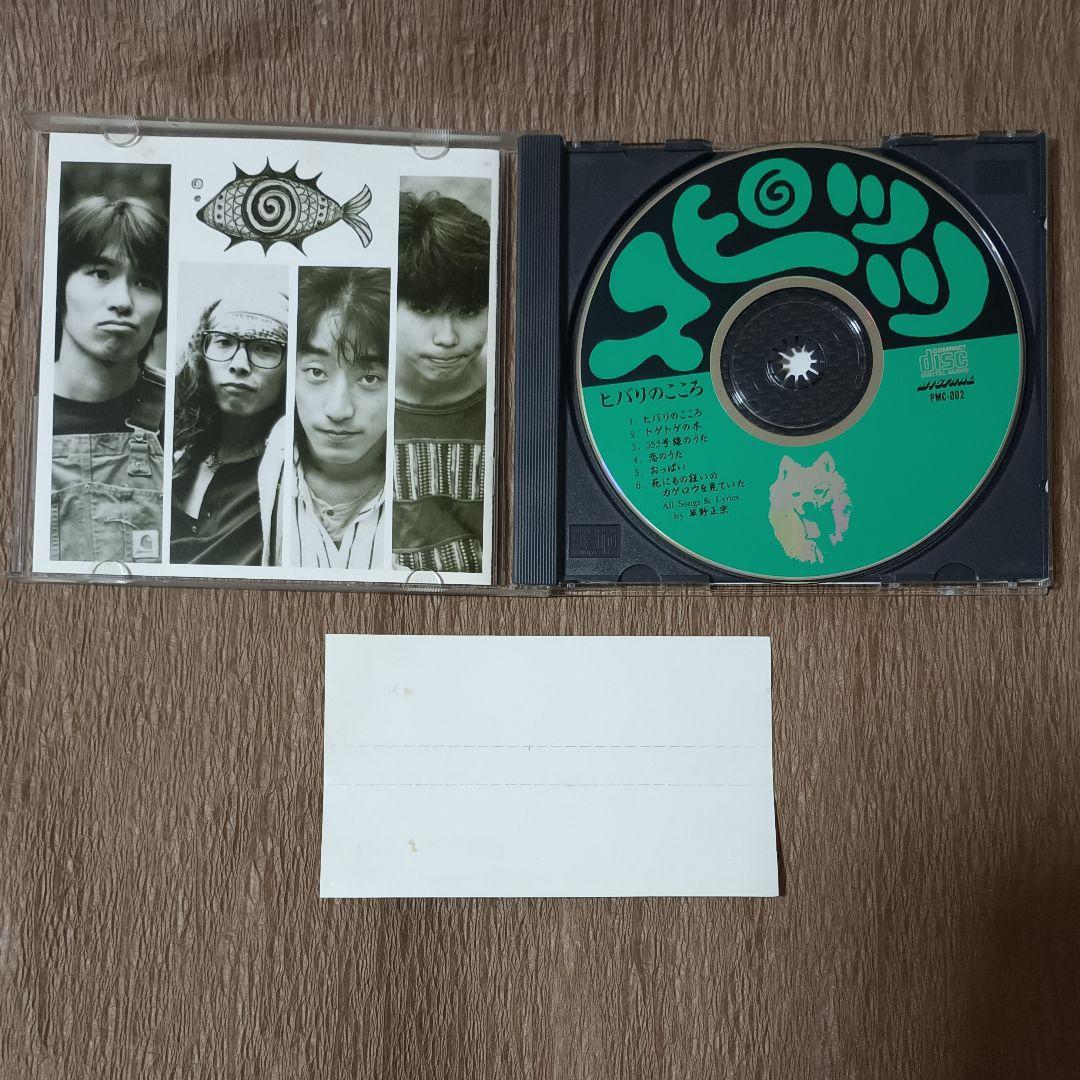 スピッツ
COMPACT
disc
DIGITAL AUDIO
PMC-002
ヒバリのこころ
1. ヒバリのこころ
2. トゲトゲの木
3. 353号線のうた
4. 恋のうた
5. おっぱい
6. 死にもの狂いの
カゲロウを見ていた
All Songs & Lyrics
by 草野正宗
carhartt